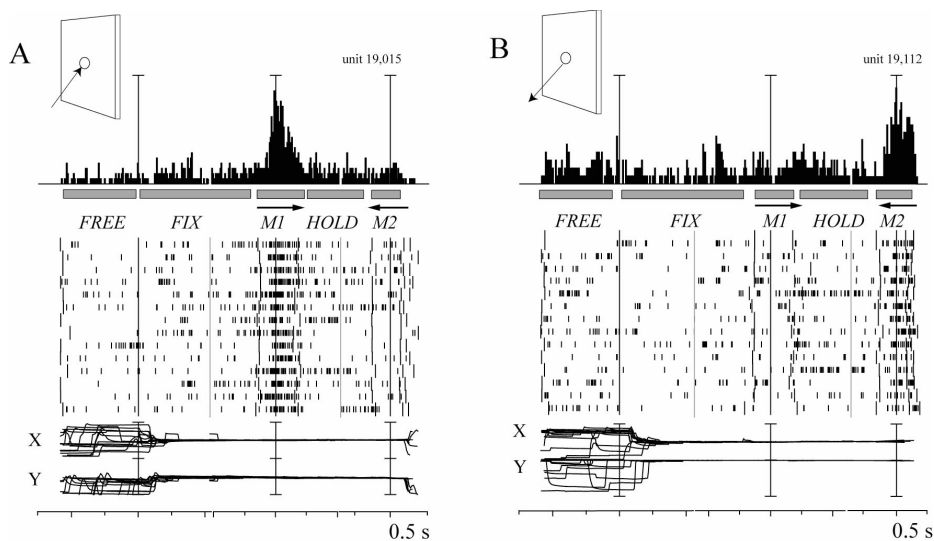 A
unit 19,015
FREE FIX M1 HOLD M2
X
Y
0.5 s
B
unit 19,112
FREE FIX M1 HOLD M2
X
Y
0.5 s